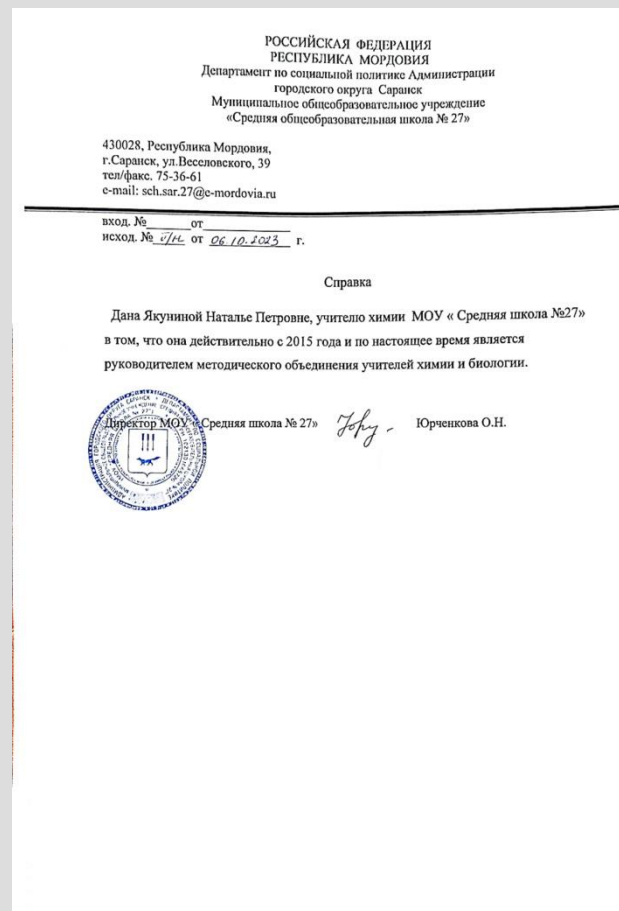 РОССИЙСКАЯ ФЕДЕРАЦИЯ
РЕСПУБЛИКА МОРДОВИЯ
Департамент по социальной политике Администрации
городского округа Саранск
Муниципальное общеобразовательное учреждение
«Средняя общеобразовательная школа № 27»
430028, Республика Мордовия,
г.Саранск, ул.Веселовского, 39
тел/факс. 75-36-61
e-mail: sch.sar.27@e-mordovia.ru
вход. №______от______________
исход. № б/н от 06.10.2023 г.
Справка
Дана Якуниной Наталье Петровне, учителю химии МОУ « Средняя школа №27»
в том, что она действительно с 2015 года и по настоящее время является
руководителем методического объединения учителей химии и биологии.
Директор МОУ «Средняя школа № 27» Юрченкова О.Н.